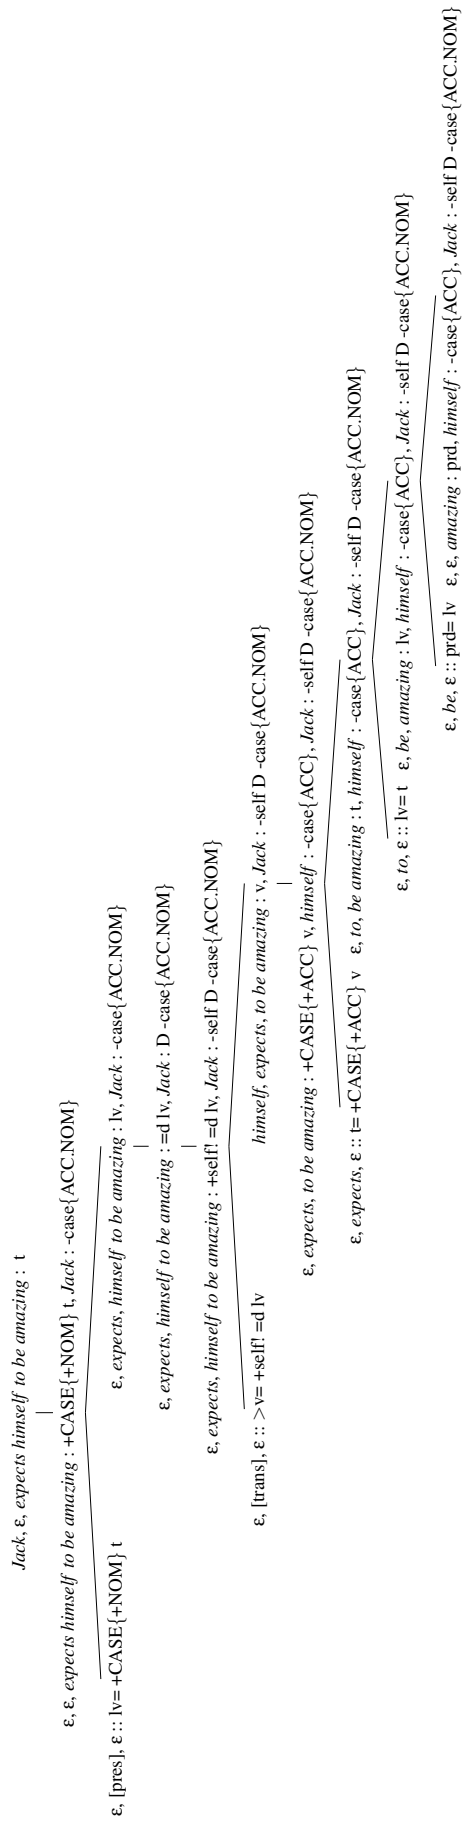 Jack, ε, expects himself to be amazing : t
ε, ε, expects himself to be amazing : +CASE{+NOM} t, Jack : -case{ACC.NOM}
ε, [pres], ε :: lv= +CASE{+NOM} t
ε, expects, himself to be amazing : lv, Jack : -case{ACC.NOM}
ε, expects, himself to be amazing : =d lv, Jack : D -case{ACC.NOM}
ε, expects, himself to be amazing : +self! =d lv, Jack : -self D -case{ACC.NOM}
ε, [trans], ε :: >v= +self! =d lv
himself, expects, to be amazing : v, Jack : -self D -case{ACC.NOM}
ε, expects, to be amazing : +CASE{+ACC} v, himself : -case{ACC}, Jack : -self D -case{ACC.NOM}
ε, expects, ε :: t= +CASE{+ACC} v
ε, to, be amazing : t, himself : -case{ACC}, Jack : -self D -case{ACC.NOM}
ε, to, ε :: lv= t
ε, be, amazing : lv, himself : -case{ACC}, Jack : -self D -case{ACC.NOM}
ε, be, ε :: prd= lv
ε, ε, amazing : prd, himself : -case{ACC}, Jack : -self D -case{ACC.NOM}